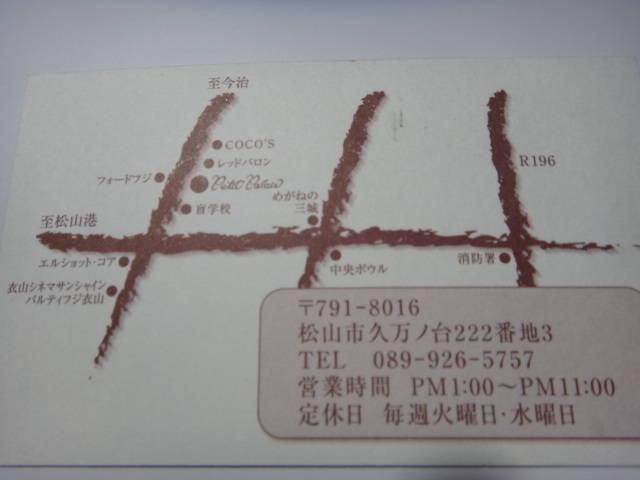 至今治
COCO'S
レッドバロン
フォードフジ
Petit Palais
めがねの
三城
盲学校
R196
至松山港
エルショット・コア
中央ボウル
消防署
衣山シネマサンシャイン
パルティフジ衣山
〒791-8016
松山市久万ノ台222番地3
TEL 089-926-5757
営業時間 PM1:00～PM11:00
定休日 毎週火曜日·水曜日